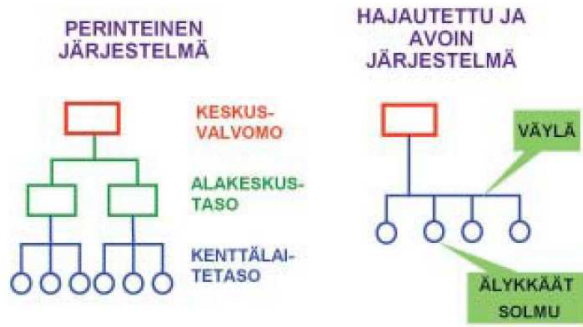 PERINTEINEN
JÄRJESTELMÄ
HAJAUTETTU JA
AVOIN
JÄRJESTELMÄ
KESKUS-
VALVOMO
ALAKESKUS-
TASO
KENTTÄLAI-
TETASO
VÄYLÄ
ÄLYKKÄÄT
SOLMU